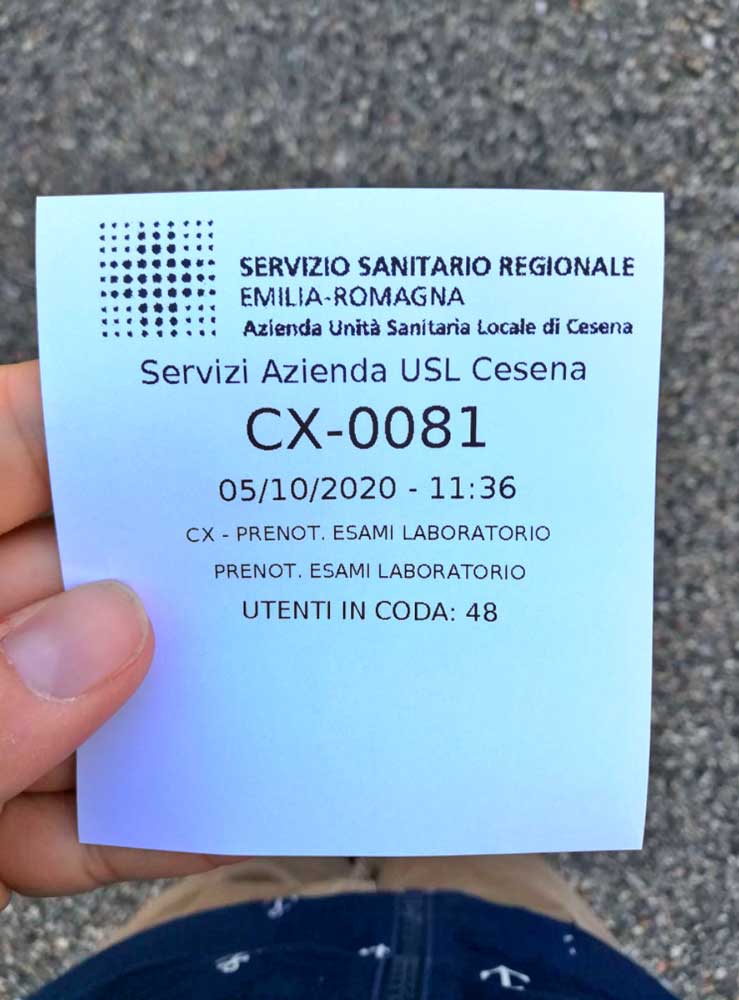 SERVIZIO SANITARIO REGIONALE
EMILIA-ROMAGNA
Azienda Unità Sanitaria Locale di Cesena
Servizi Azienda USL Cesena
CX-0081
05/10/2020 - 11:36
CX - PRENOT. ESAMI LABORATORIO
PRENOT. ESAMI LABORATORIO
UTENTI IN CODA: 48